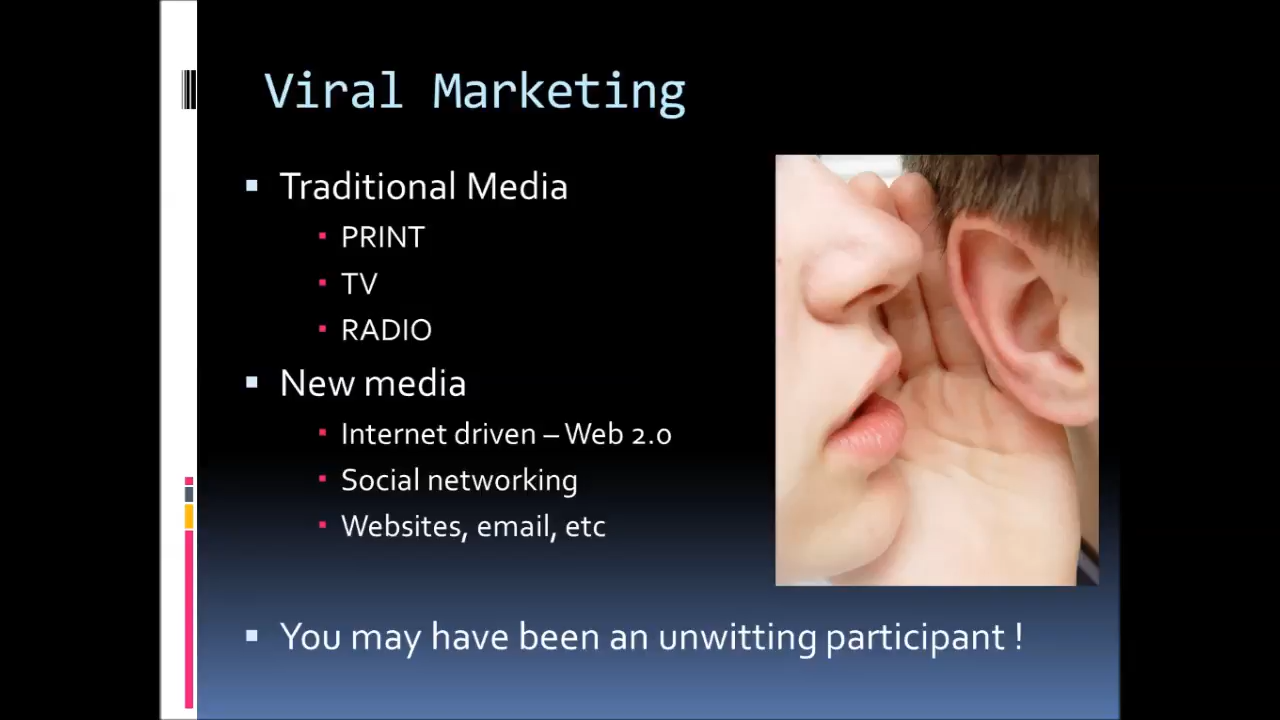 Viral Marketing
Traditional Media
PRINT
TV
RADIO
New media
Internet driven – Web 2.0
Social networking
Websites, email, etc
You may have been an unwitting participant !